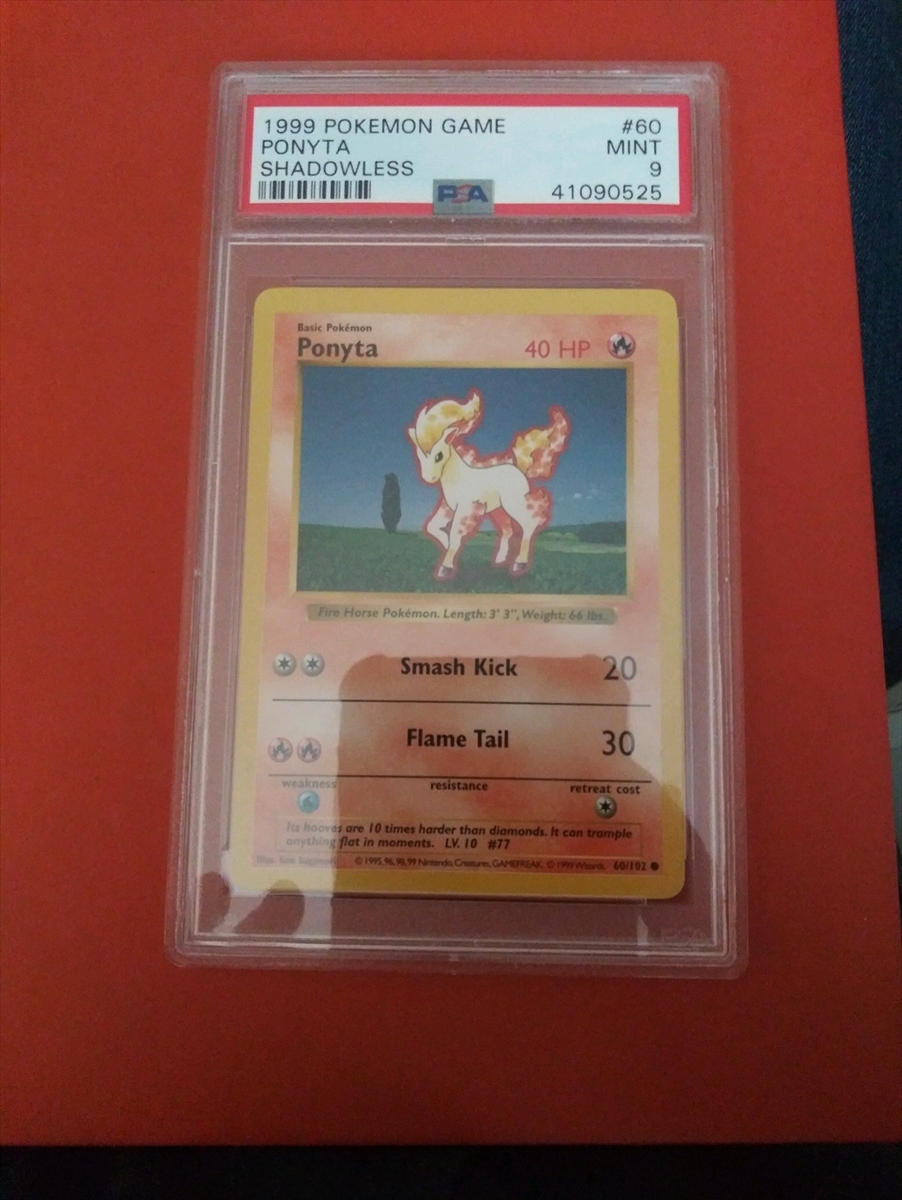 1999 POKEMON GAME #60
PONYTA MINT
SHADOWLESS 9
PSA 41090525
Basic Pokémon
Ponyta 40 HP
Fire Horse Pokémon. Length: 3' 3", Weight: 66 lbs.
Smash Kick 20
Flame Tail 30
weakness resistance retreat cost
Its hooves are 10 times harder than diamonds. It can trample
anything flat in moments. LV. 10 #77
Illus. Ken Sugimori © 1995, 96, 98, 99 Nintendo, Creatures, GAMEFREAK. © 1999 Wizards. 60/102